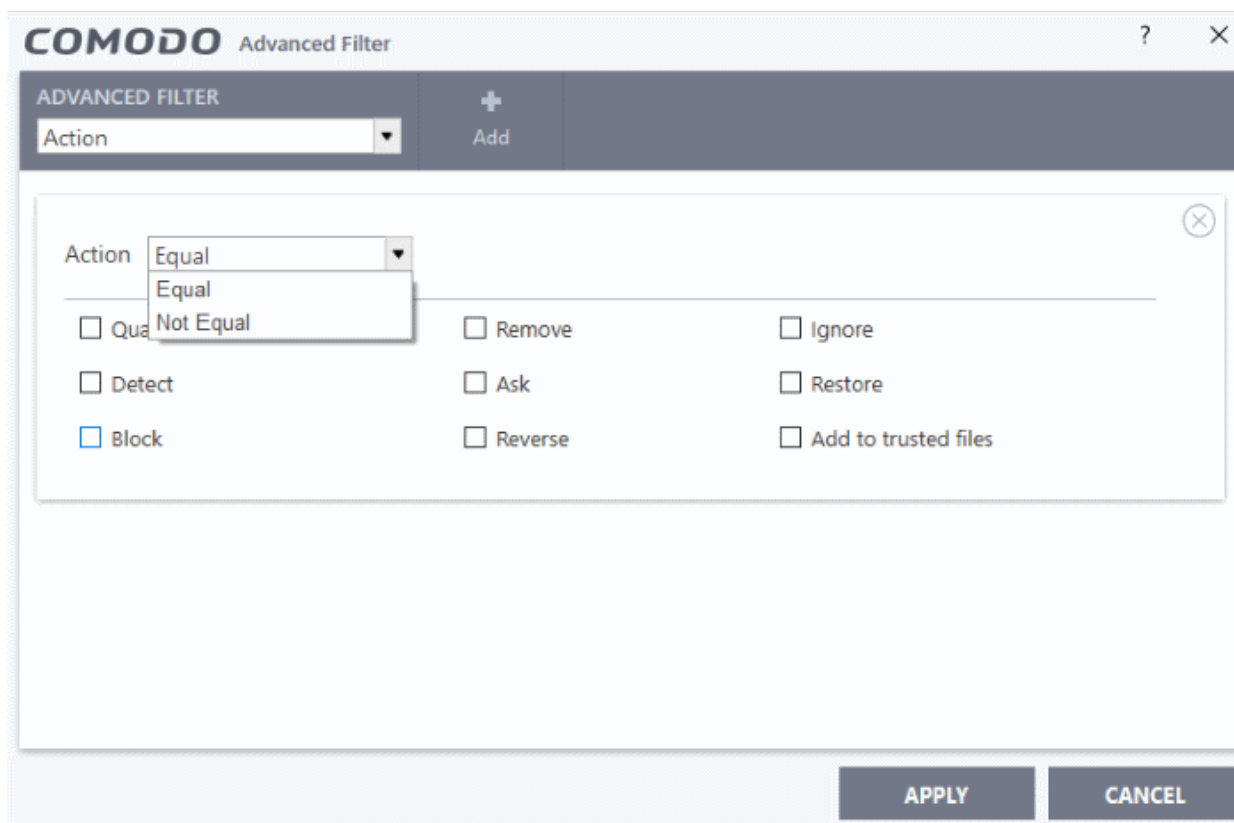 COMODO Advanced Filter ?
ADVANCED FILTER
Action
Add
Action Equal
Equal
Not Equal
Remove Ignore
Detect Ask Restore
Block Reverse Add to trusted files
APPLY CANCEL